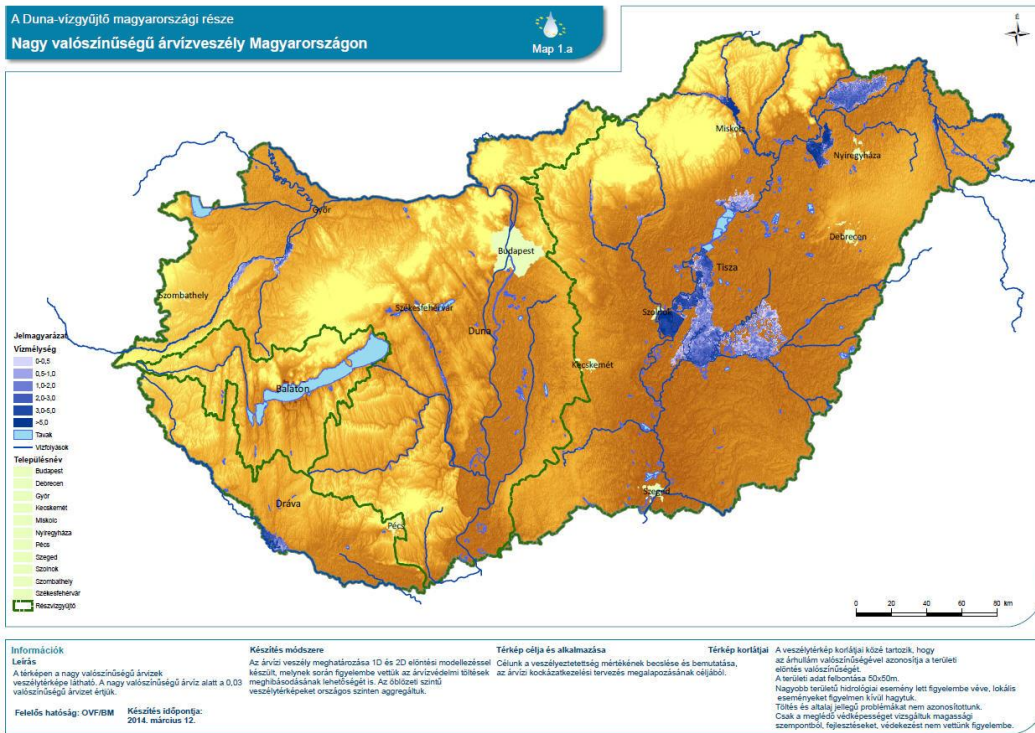 A Duna-vízgyűjtő magyarországi része
Nagy valószínűségű árvízveszély Magyarországon
Map 1.a
É
Miskolc
Nyíregyháza
Győr
Debrecen
Budapest
Tisza
Szombathely
Székesfehérvár
Szolnok
Duna
Kecskemét
Balaton
Szeged
Dráva
Pécs
Jelmagyarázat
Vízmélység
0-0,5
0,5-1,0
1,0-2,0
2,0-3,0
3,0-5,0
>5,0
Tavak
Vízfolyások
Településnév
Budapest
Debrecen
Győr
Kecskemét
Miskolc
Nyíregyháza
Pécs
Szeged
Szolnok
Szombathely
Székesfehérvár
Részvízgyűjtő
0 20 40 60 80 km
Információk
Leírás
A térképen a nagy valószínűségű árvizek
veszélytérképe látható. A nagy valószínűségű árvíz alatt a 0,03
valószínűségű árvizet értjük.
Felelős hatóság: OVF/BM Készítés időpontja:
2014. március 12.
Készítés módszere
Az árvízi veszély meghatározása 1D és 2D elöntési modellezéssel
készült, melynek során figyelembe vettük az árvízvédelmi töltések
meghibásodásának lehetőségét is. Az öblözeti szintű
veszélytérképeket országos szinten aggregáltuk.
Térkép célja és alkalmazása
Célunk a veszélyeztetettség mértékének becslése és bemutatása,
az árvízi kockázatkezelési tervezés megalapozásának céljából.
Térkép korlátjai
A veszélytérkép korlátjai közé tartozik, hogy
az árhullám valószínűségével azonosítja a területi
elöntés valószínűségét.
A területi adat felbontása 50x50m.
Nagyobb területű hidrológiai esemény lett figyelembe véve, lokális
eseményeket figyelmen kívül hagytuk.
Töltés és altalaj jellegű problémákat nem azonosítottunk.
Csak a meglédő védképességet vizsgáltuk magassági
szempontból, fejlesztéseket, védekezést nem vettünk figyelembe.